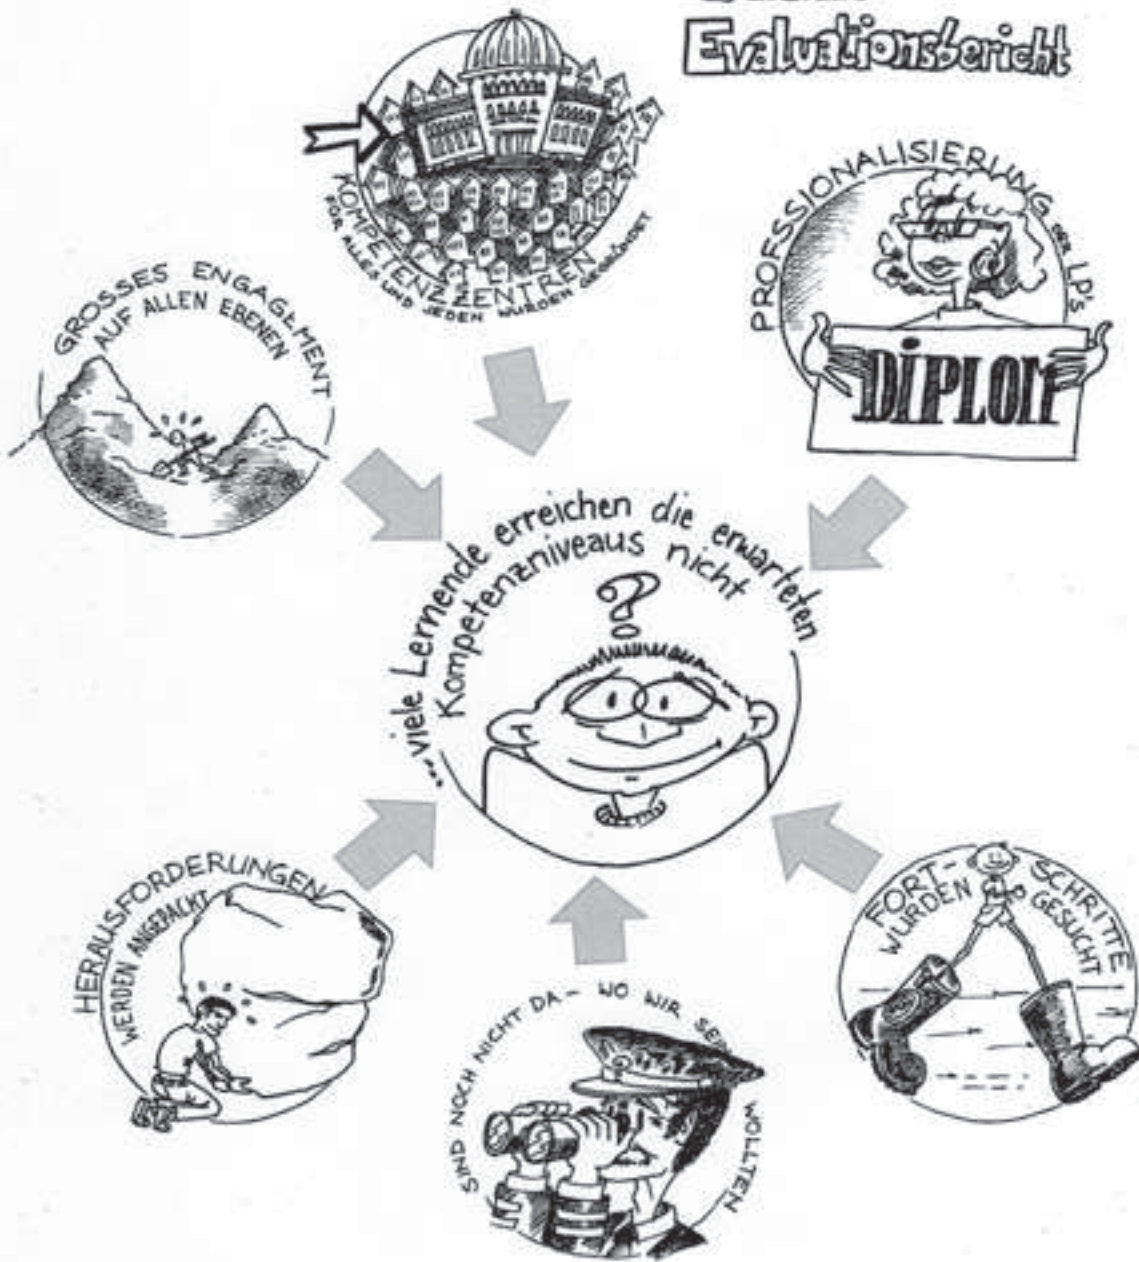 Evaluationsbericht
KOMPETENZZENTREN
FÜR ALLES UND JEDEN WURDEN GEGRÜNDET
PROFESSIONALISIERUNG DER LP's
DIPLOM
GROSSES ENGAGEMENT
AUF ALLEN EBENEN
...viele Lernende erreichen die erwarteten
Kompetenzniveaus nicht
?
HERAUSFORDERUNGEN
WERDEN ANGEPACKT
FORT-SCHRITTE
WURDEN GESUCHT
SIND NOCH NICHT DA - WO WIR SEIN WOLLTEN